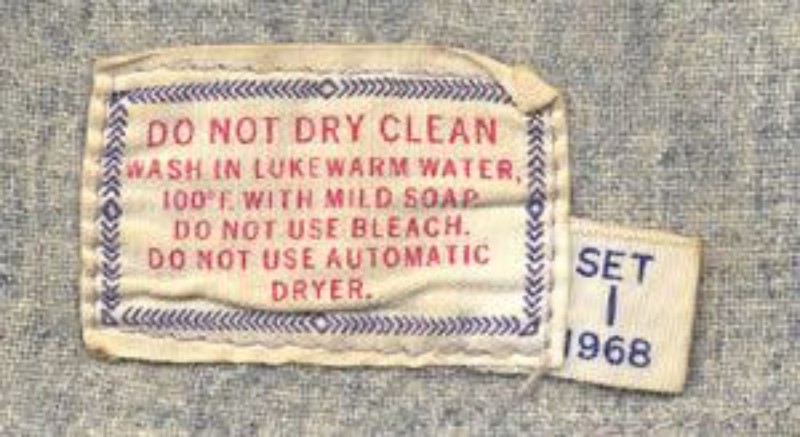 DO NOT DRY CLEAN
WASH IN LUKEWARM WATER,
100°F. WITH MILD SOAP.
DO NOT USE BLEACH.
DO NOT USE AUTOMATIC
DRYER.
SET
1
1968